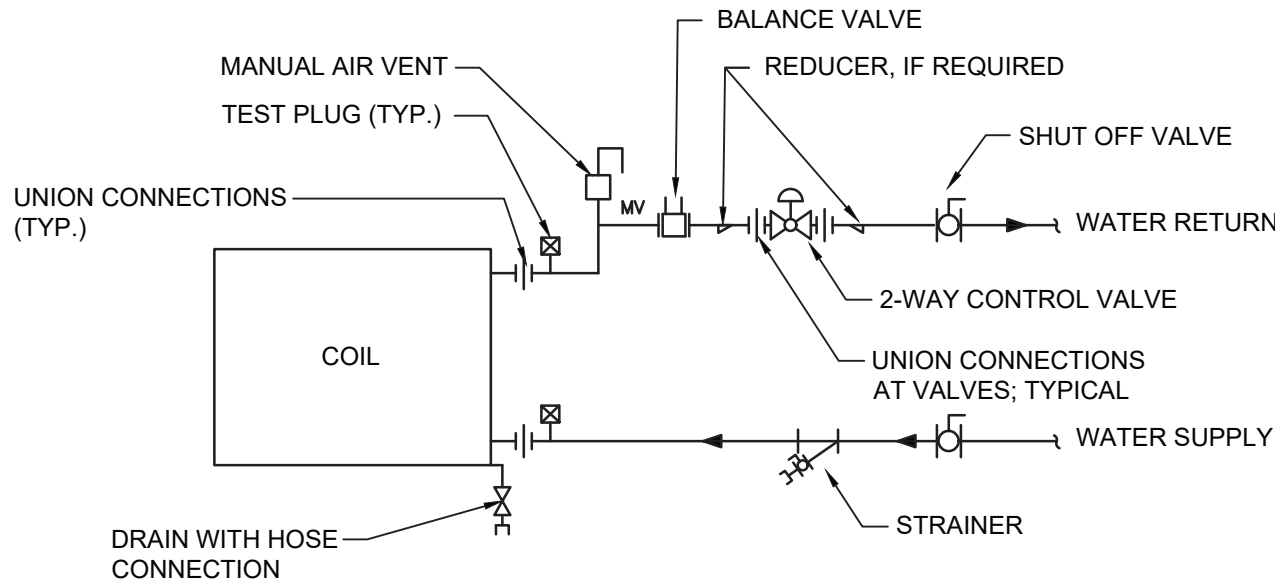 BALANCE VALVE
MANUAL AIR VENT
REDUCER, IF REQUIRED
TEST PLUG (TYP.)
SHUT OFF VALVE
UNION CONNECTIONS
(TYP.)
MV
WATER RETURN
2-WAY CONTROL VALVE
COIL
UNION CONNECTIONS
AT VALVES; TYPICAL
WATER SUPPLY
STRAINER
DRAIN WITH HOSE
CONNECTION